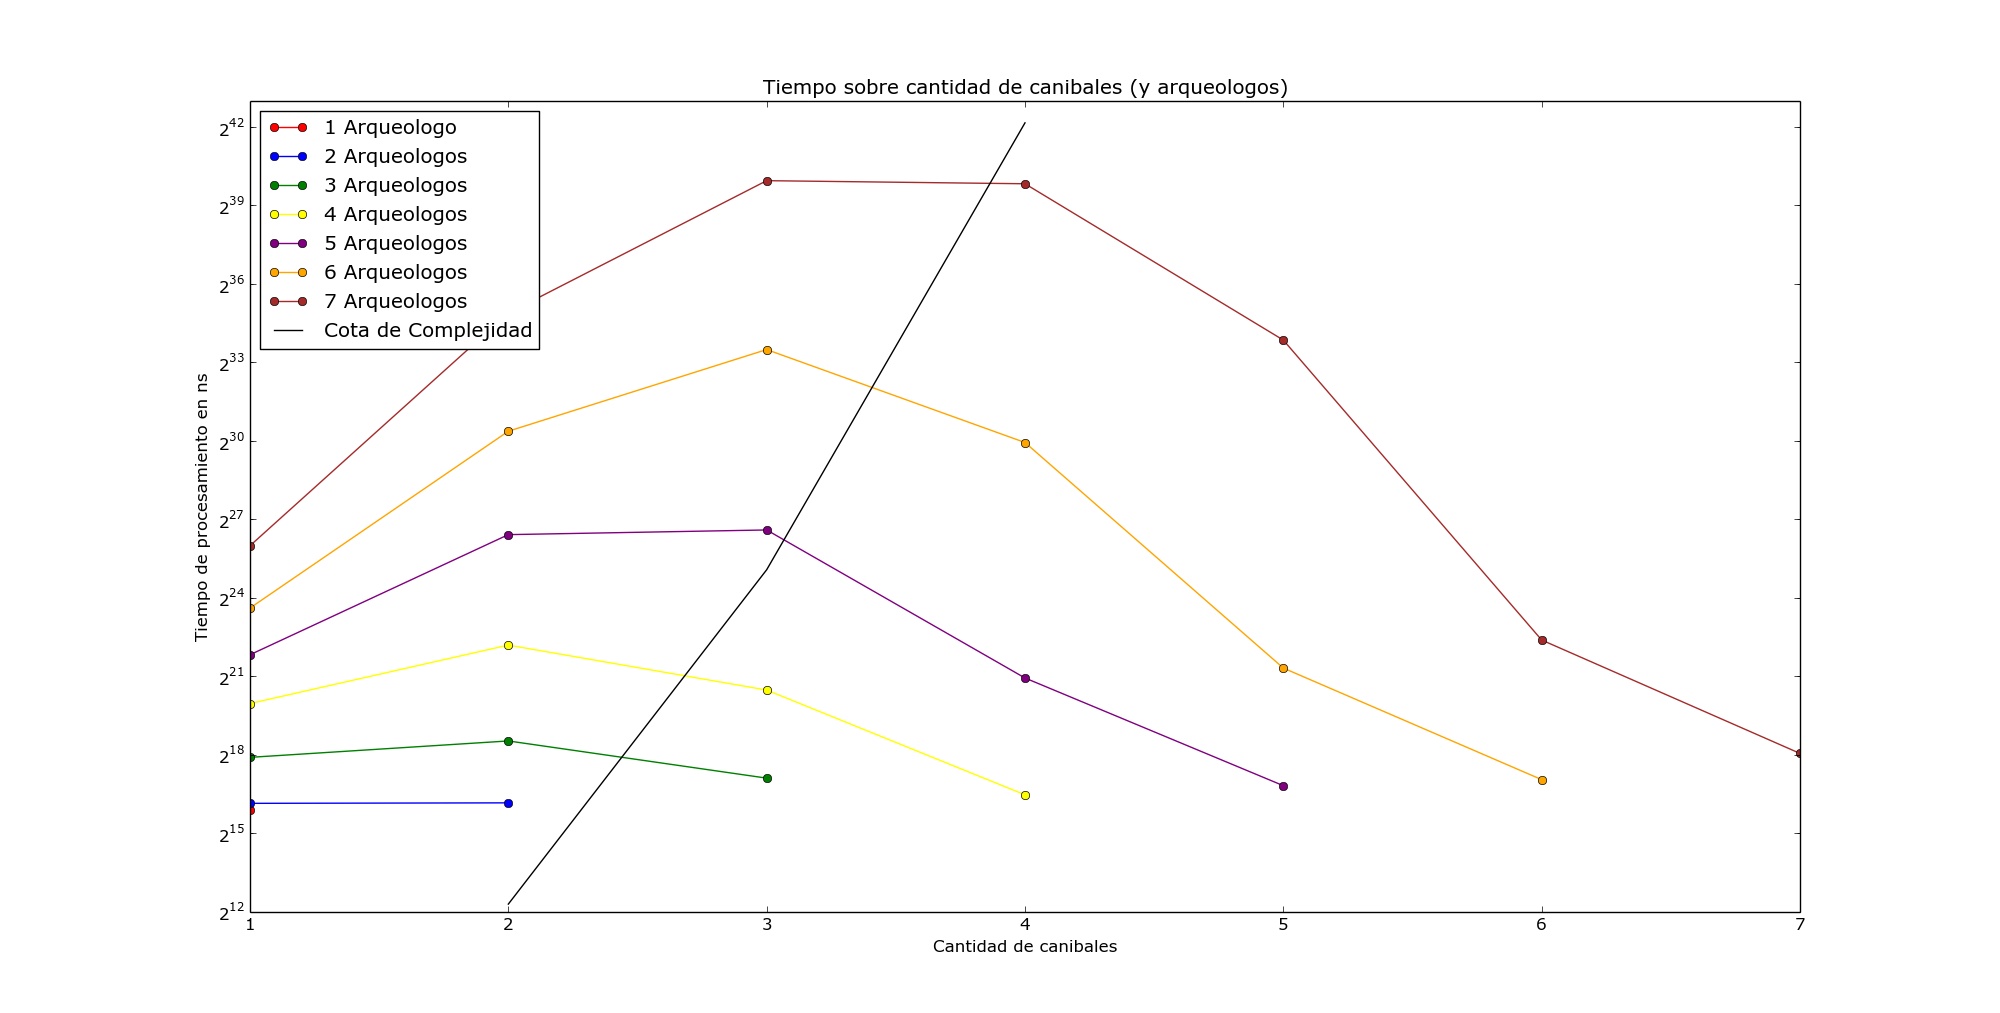 Tiempo sobre cantidad de canibales (y arqueologos)
1 Arqueologo
2 Arqueologos
3 Arqueologos
4 Arqueologos
5 Arqueologos
6 Arqueologos
7 Arqueologos
Cota de Complejidad
Tiempo de procesamiento en ns
2^42
2^39
2^36
2^33
2^30
2^27
2^24
2^21
2^18
2^15
2^12
1 2 3 4 5 6 7
Cantidad de canibales